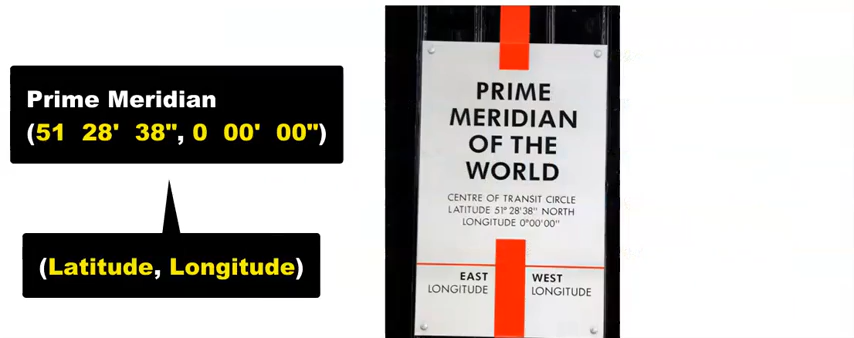 Prime Meridian
(51 28' 38", 0 00' 00")
(Latitude, Longitude)
PRIME
MERIDIAN
OF THE
WORLD
CENTRE OF TRANSIT CIRCLE
LATITUDE 51° 28' 38" NORTH
LONGITUDE 0° 00' 00"
EAST
LONGITUDE
WEST
LONGITUDE